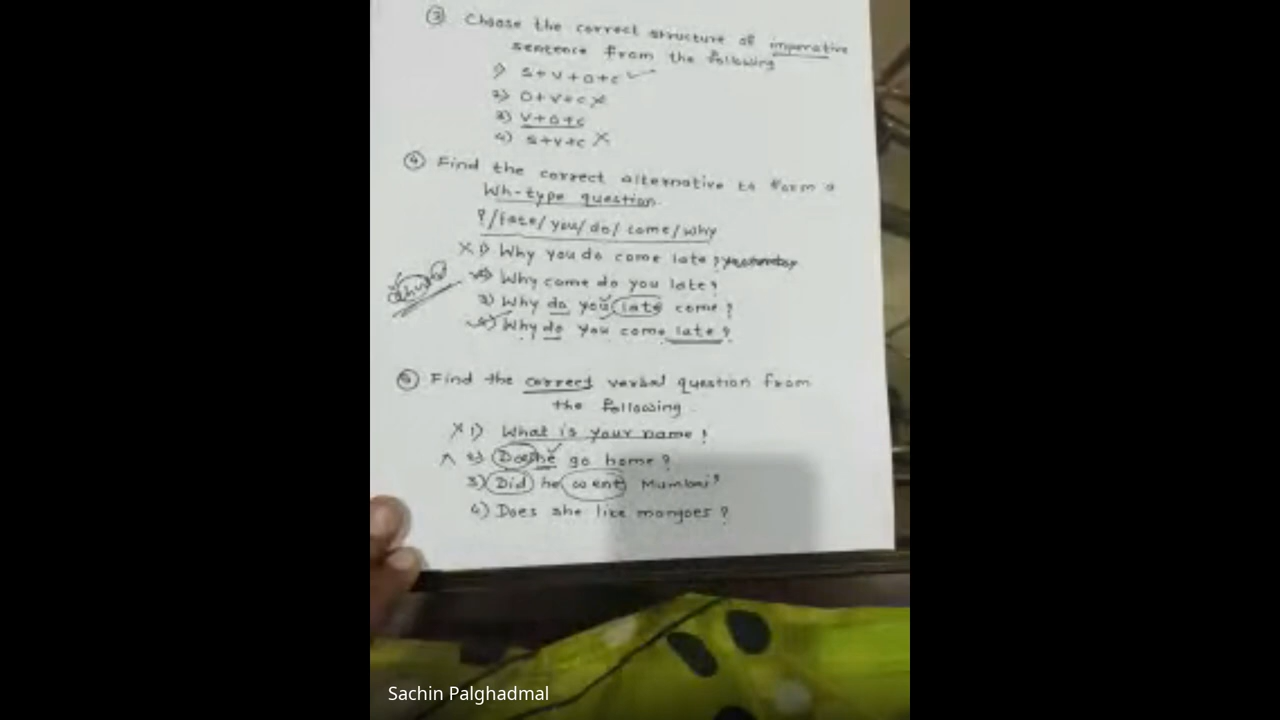 ③ Choose the correct structure of imperative
sentence from the following
1) S+V+O+C ✓
2) O+V+C ×
3) V+O+C
4) S+V+C ×
④ Find the correct alternative to form a
Wh-type question.
?/late/you/do/come/why
× 1) Why you do come late?
2) Why come do you late?
3) Why do you late come?
4) Why do you come late?
⑤ Find the correct verbal question from
the following.
× 1) What is your name?
2) Do he go home?
3) Did he went Mumbai?
4) Does she like mangoes?
Sachin Palghadmal